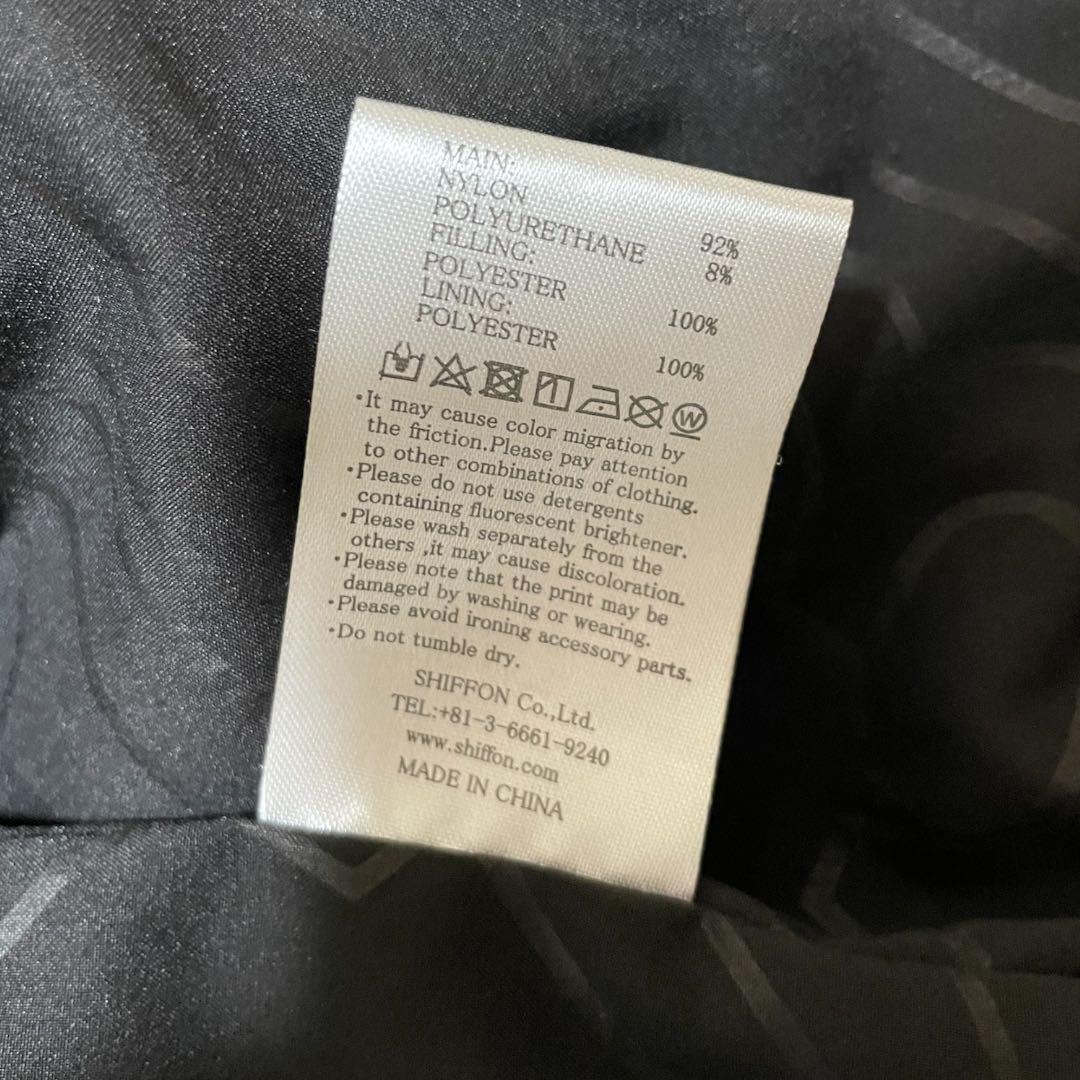 MAIN:
NYLON 92%
POLYURETHANE 8%
FILLING:
POLYESTER 100%
LINING:
POLYESTER 100%
W
·It may cause color migration by
the friction.Please pay attention
to other combinations of clothing.
·Please do not use detergents
containing fluorescent brightener.
·Please wash separately from the
others ,it may cause discoloration.
·Please note that the print may be
damaged by washing or wearing.
·Please avoid ironing accessory parts.
·Do not tumble dry.
SHIFFON Co.,Ltd.
TEL:+81-3-6661-9240
www.shiffon.com
MADE IN CHINA